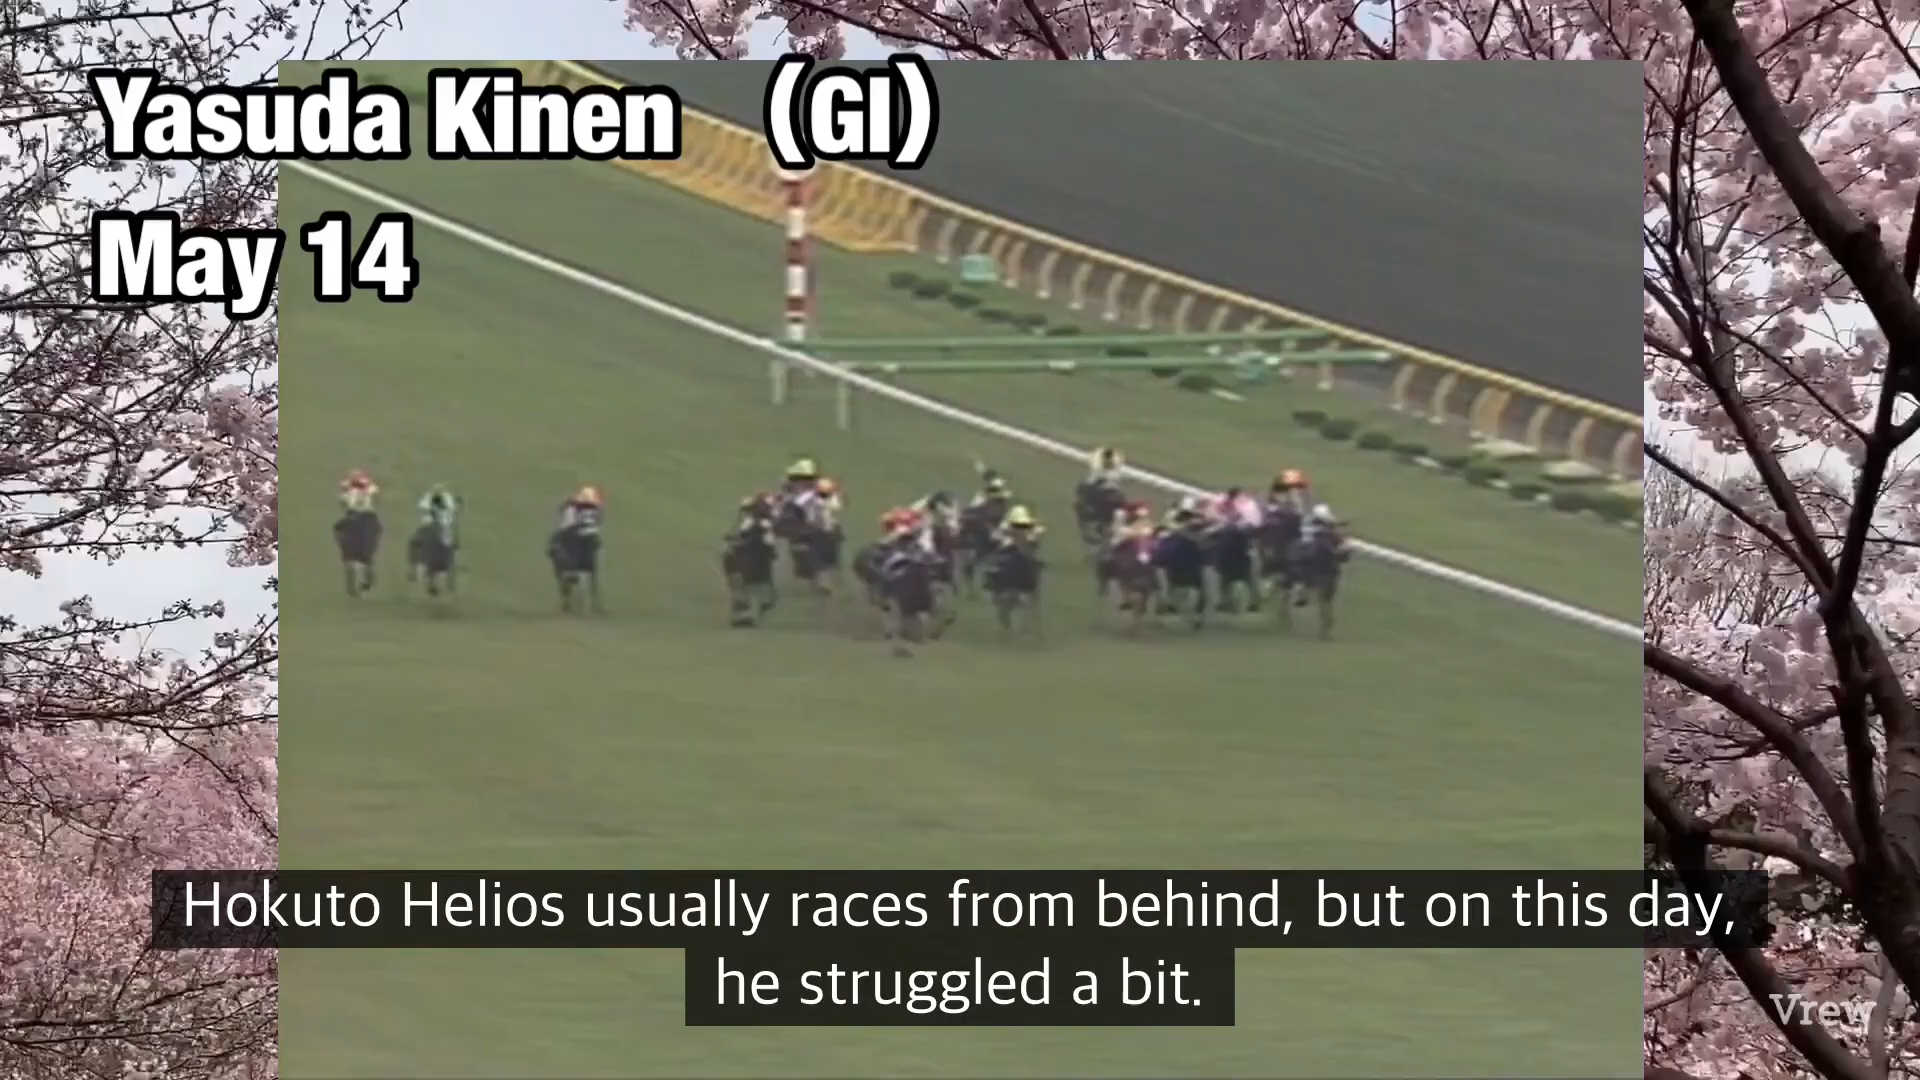 Yasuda Kinen (GI)
May 14
Hokuto Helios usually races from behind, but on this day,
he struggled a bit.
Vrew